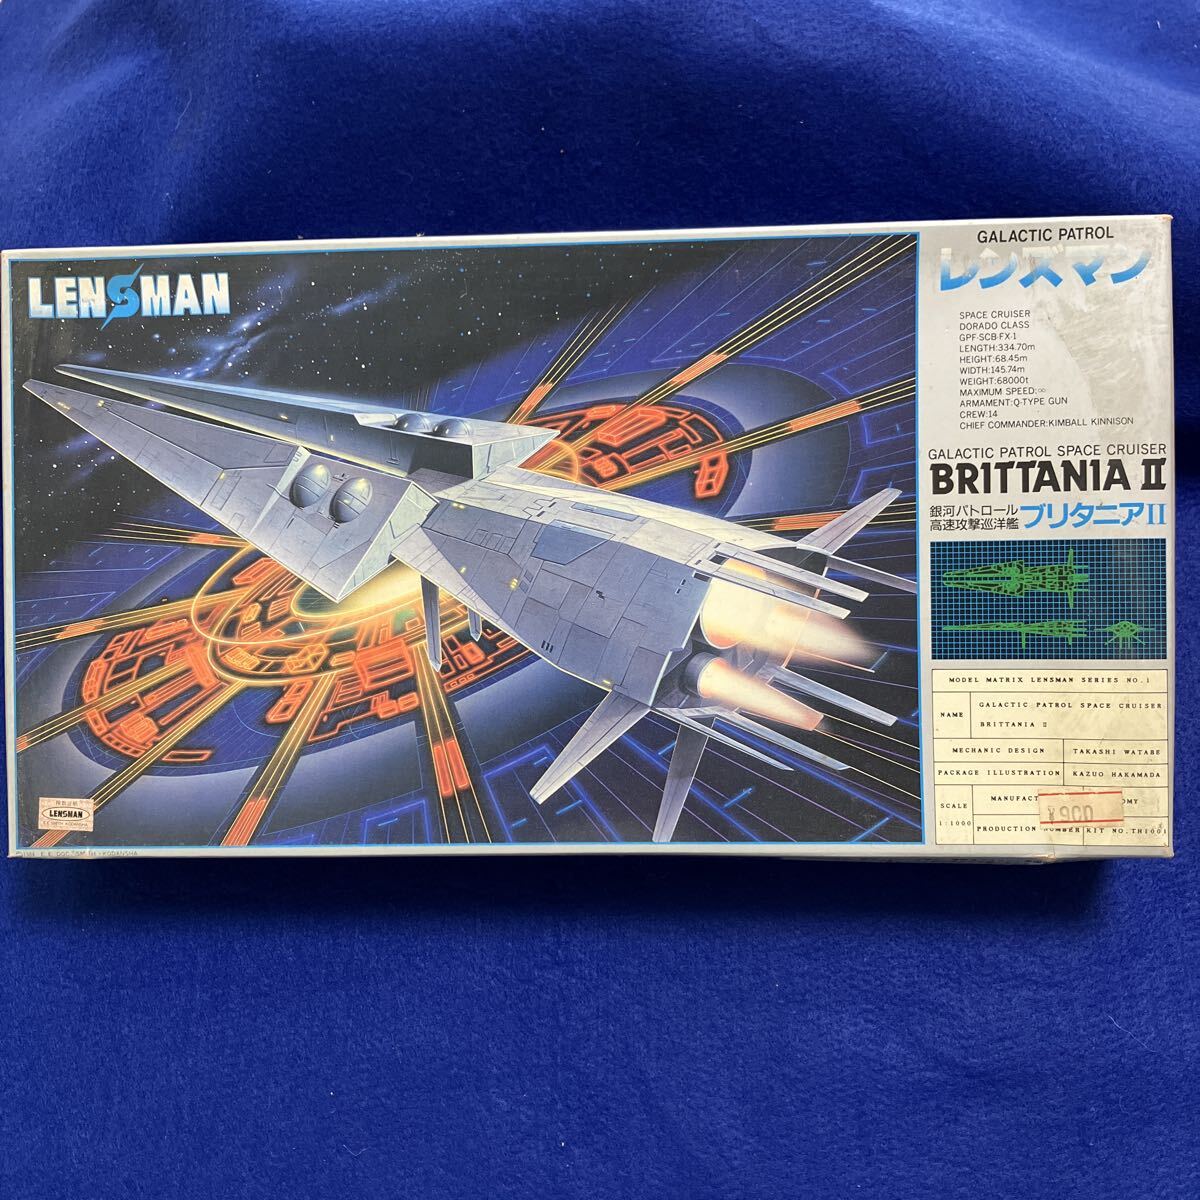 LENSMAN
GALACTIC PATROL
レンズマン
SPACE CRUISER
DORADO CLASS
GPF-SCB-FX-1
LENGTH:334.70m
HEIGHT:68.45m
WIDTH:145.74m
WEIGHT:68000t
MAXIMUM SPEED:∞
ARMAMENT:Q-TYPE GUN
CREW:14
CHIEF COMMANDER:KIMBALL KINNISON
GALACTIC PATROL SPACE CRUISER
BRITTANIA II
銀河パトロール
高速攻撃巡洋艦 ブリタニアII
MODEL MATRIX LENSMAN SERIES NO.1
NAME
GALACTIC PATROL SPACE CRUISER
BRITTANIA II
MECHANIC DESIGN TAKASHI WATABE
PACKAGE ILLUSTRATION KAZUO HAKAMADA
SCALE
1:1000
MANUFACT OMY
¥900
PRODUCTION NUMBER KIT NO.TH1001
LENSMAN
KODANSHA